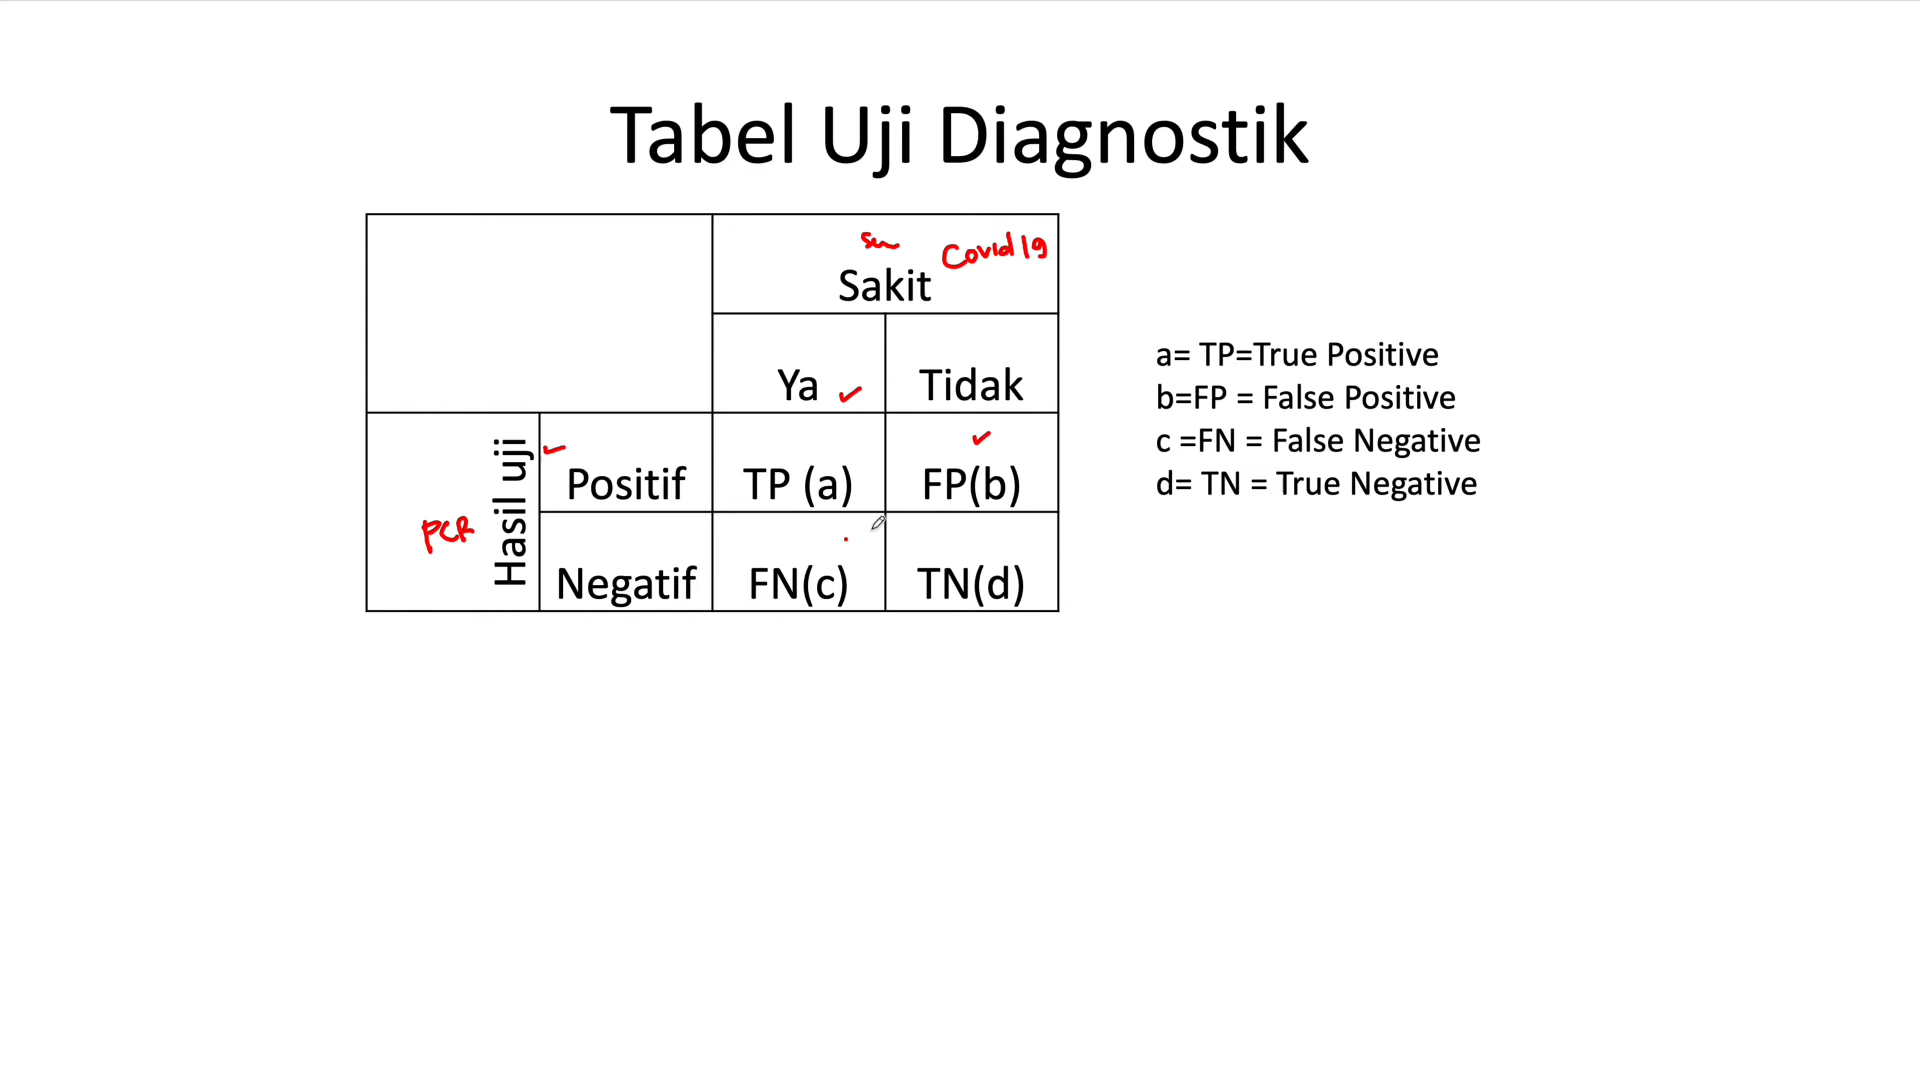 Tabel Uji Diagnostik
Covid 19
Sakit
Ya Tidak
Hasil uji
PCR
Positif TP (a) FP(b)
Negatif FN(c) TN(d)
a= TP=True Positive
b=FP = False Positive
c =FN = False Negative
d= TN = True Negative